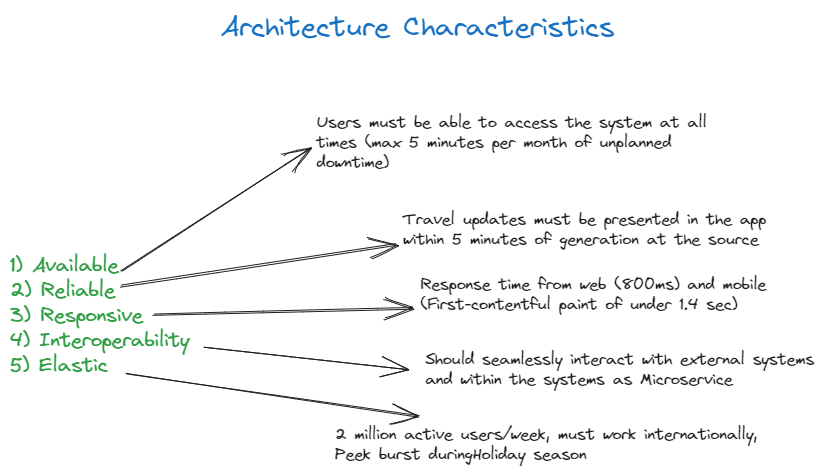 Architecture Characteristics
Users must be able to access the system at all
times (max 5 minutes per month of unplanned
downtime)
Travel updates must be presented in the app
within 5 minutes of generation at the source
1) Available
2) Reliable
3) Responsive
4) Interoperability
5) Elastic
Response time from web (800ms) and mobile
(First-contentful paint of under 1.4 sec)
Should seamlessly interact with external systems
and within the systems as Microservice
2 million active users/week, must work internationally,
Peek burst duringHoliday season